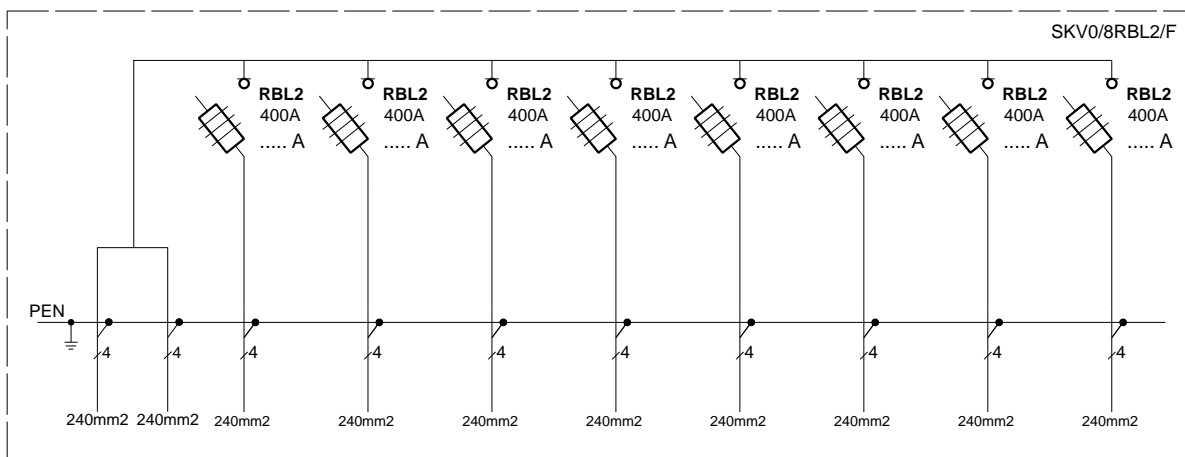 SKV0/8RBL2/F
RBL2 RBL2 RBL2 RBL2 RBL2 RBL2 RBL2 RBL2
400A 400A 400A 400A 400A 400A 400A 400A
..... A ..... A ..... A ..... A ..... A ..... A ..... A ..... A
PEN
4 4 4 4 4 4 4 4 4 4
240mm2 240mm2 240mm2 240mm2 240mm2 240mm2 240mm2 240mm2 240mm2 240mm2